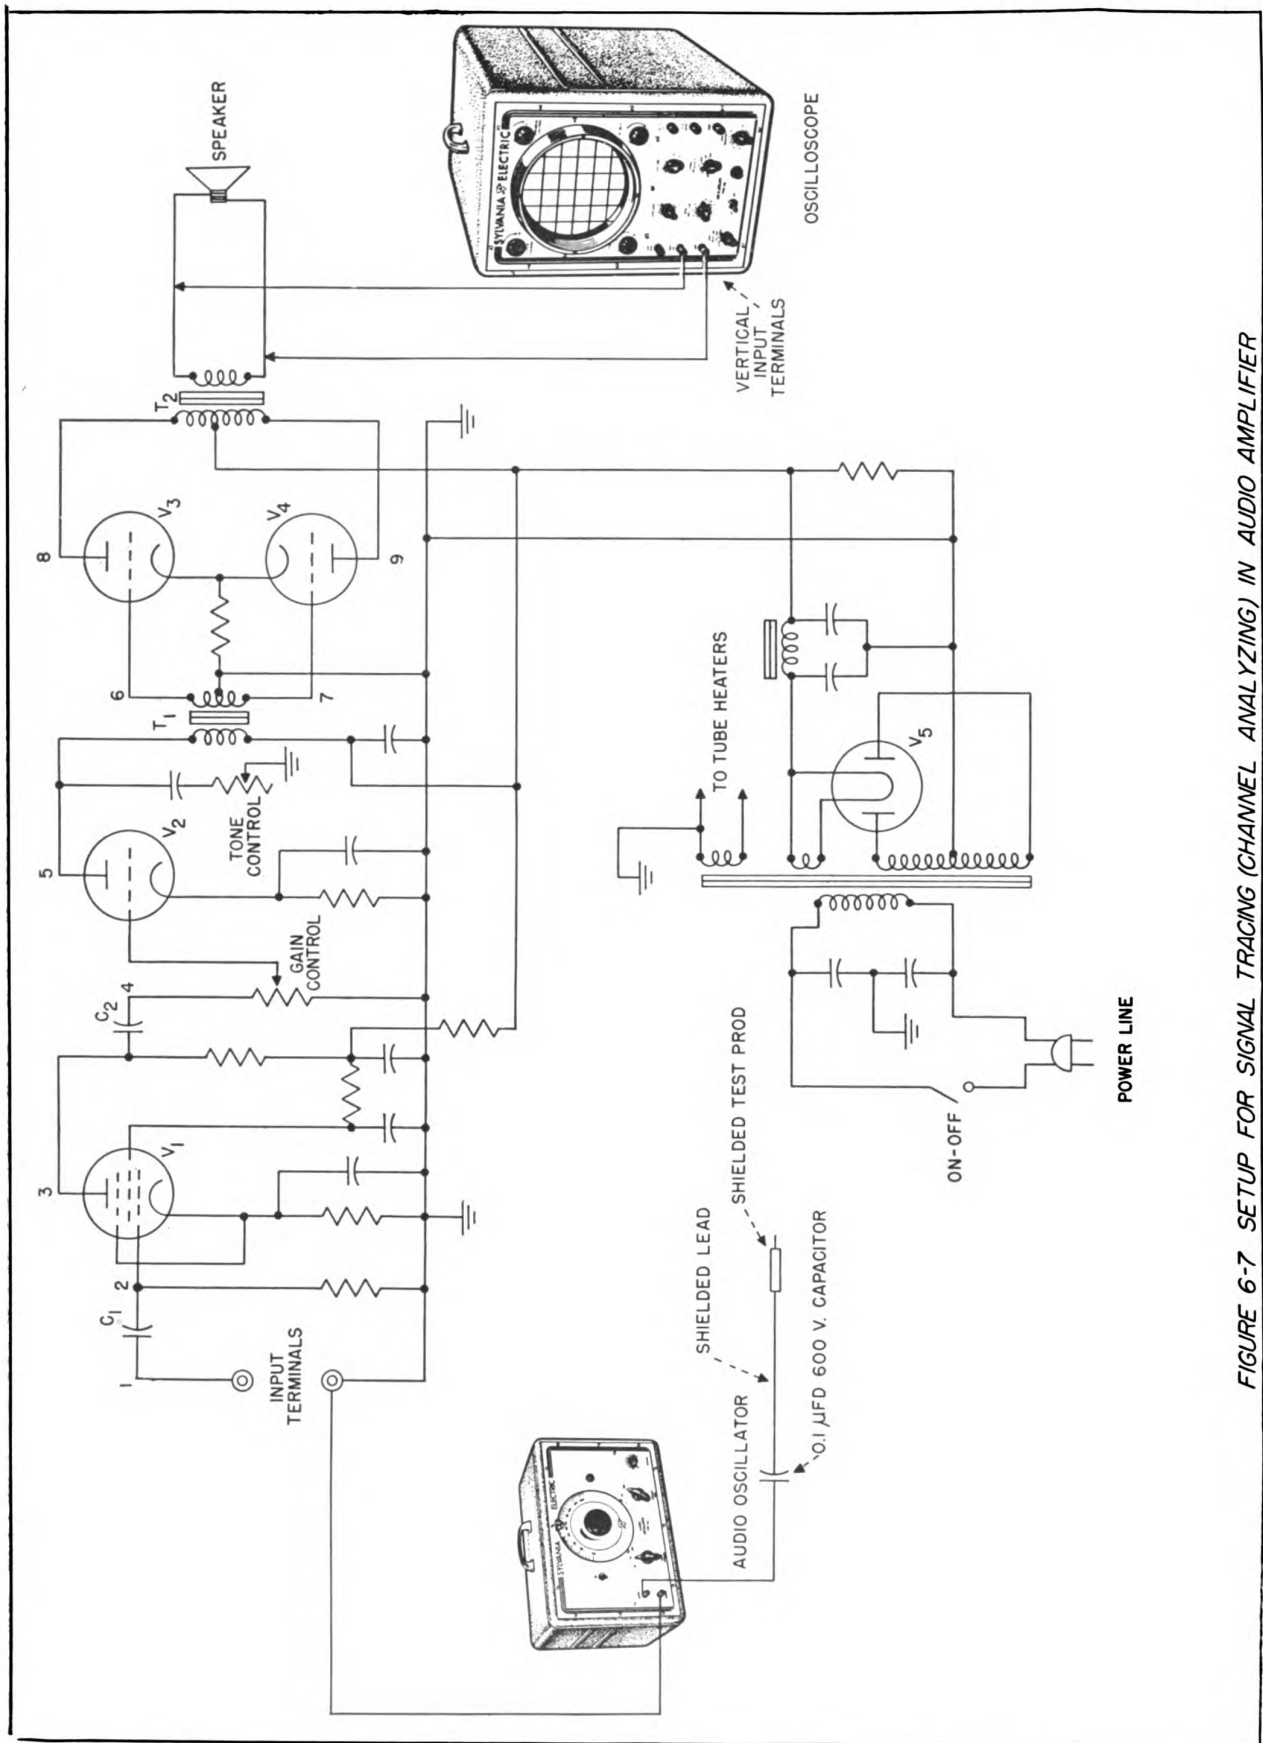 SPEAKER
SYLVANIA ELECTRIC
OSCILLOSCOPE
VERTICAL
INPUT
TERMINALS
T2
8
V3
V4
9
6
T1
7
5
V2
TONE
CONTROL
GAIN
CONTROL
C2
4
3
V1
2
C1
1
INPUT
TERMINALS
TO TUBE HEATERS
V5
ON-OFF
POWER LINE
SYLVANIA ELECTRIC
AUDIO OSCILLATOR
SHIELDED LEAD
SHIELDED TEST PROD
0.1 µFD 600 V. CAPACITOR
FIGURE 6-7 SETUP FOR SIGNAL TRACING (CHANNEL ANALYZING) IN AUDIO AMPLIFIER